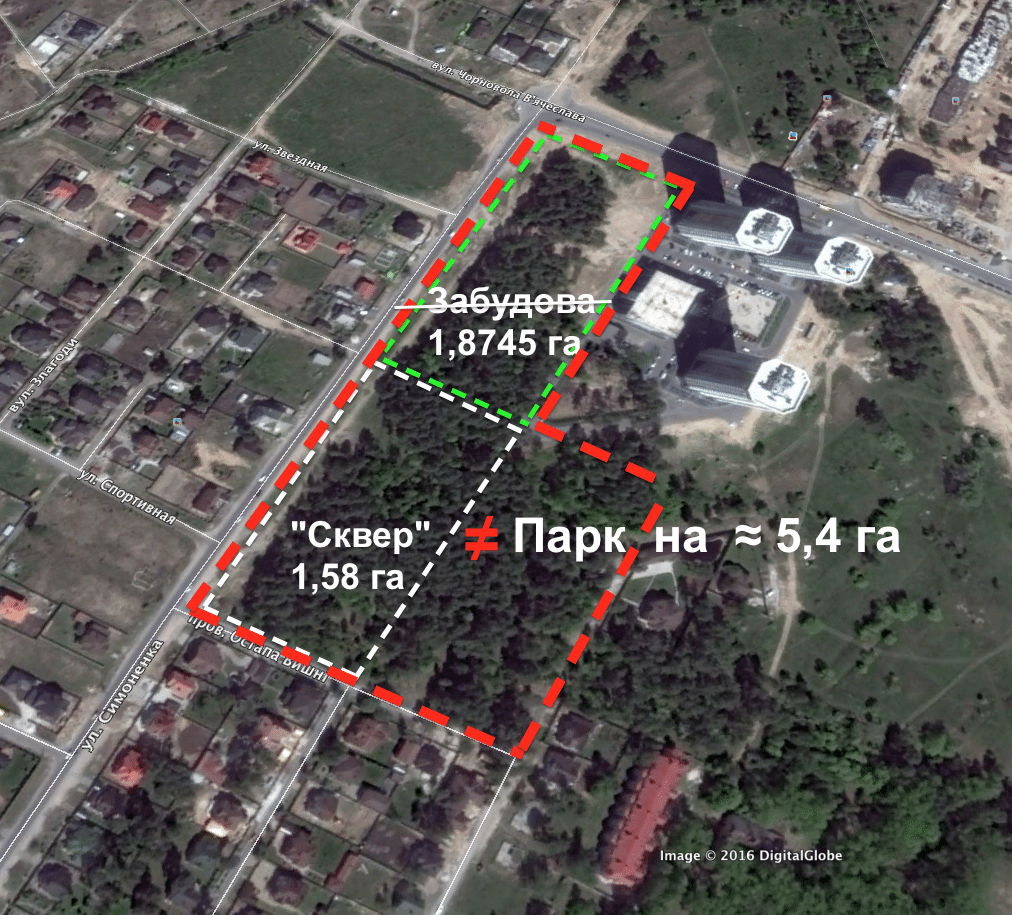 вул. Чорновола В'ячеслава
ул. Звездная
Забудова
1,8745 га
вул. Злагоди
ул. Спортивная
"Сквер" ≠ Парк на ≈ 5,4 га
1,58 га
пров. Остапа Вишні
ул. Симоненка
Image © 2016 DigitalGlobe